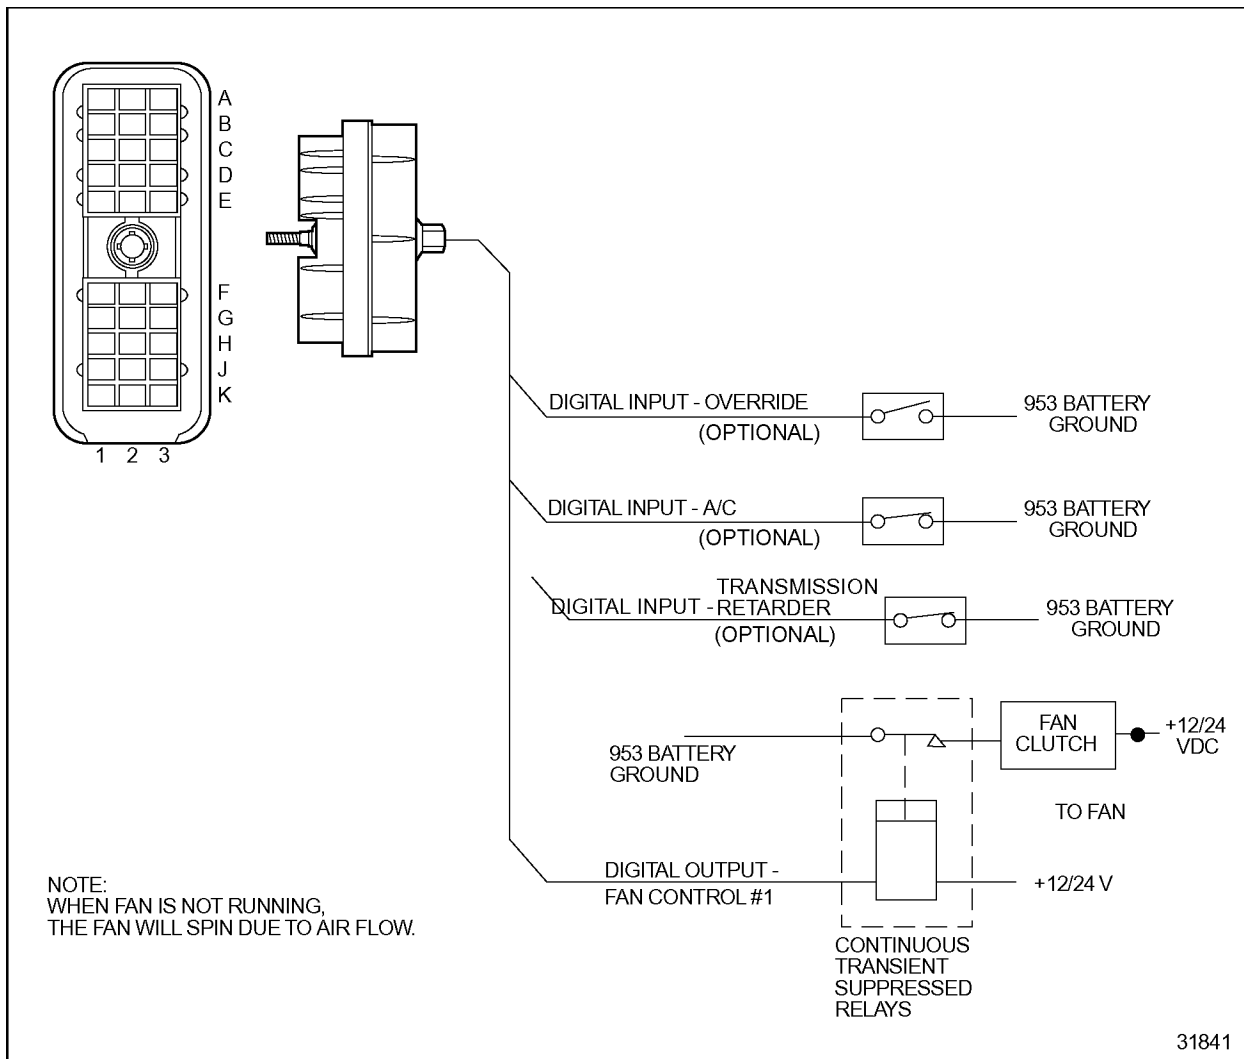 A
B
C
D
E
F
G
H
J
K
1 2 3
DIGITAL INPUT - OVERRIDE
(OPTIONAL)
953 BATTERY
GROUND
DIGITAL INPUT - A/C
(OPTIONAL)
953 BATTERY
GROUND
TRANSMISSION
DIGITAL INPUT - RETARDER
(OPTIONAL)
953 BATTERY
GROUND
953 BATTERY
GROUND
FAN
CLUTCH
+12/24
VDC
TO FAN
DIGITAL OUTPUT -
FAN CONTROL #1
+12/24 V
CONTINUOUS
TRANSIENT
SUPPRESSED
RELAYS
NOTE:
WHEN FAN IS NOT RUNNING,
THE FAN WILL SPIN DUE TO AIR FLOW.
31841